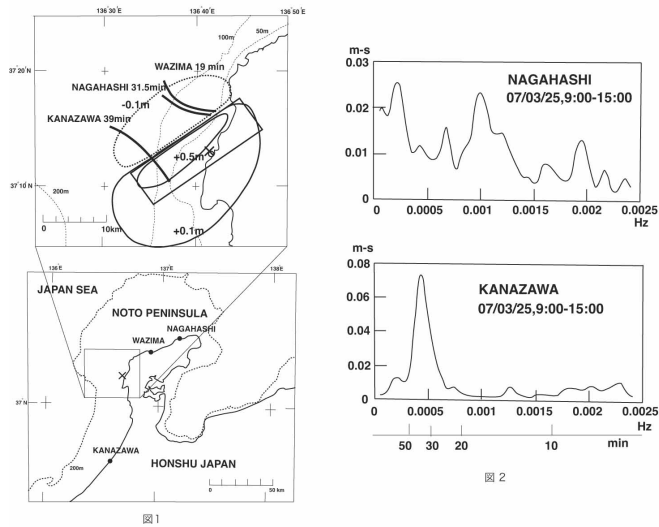 136 30'E
136 40'E
136 50'E
100m
50m
37 20'N
WAZIMA 19 min
NAGAHASHI 31.5min
-0.1m
KANAZAWA 39min
+0.5m
37 10'N
200m
0
10km
+0.1m
136 E
137 E
138 E
JAPAN SEA
NOTO PENINSULA
NAGAHASHI
WAZIMA
37 N
KANAZAWA
200m
HONSHU JAPAN
0
50 km
図1
m-s
0.03
0.02
0.01
0
NAGAHASHI
07/03/25,9:00-15:00
0
0.0005
0.001
0.0015
0.002
0.0025
Hz
m-s
0.08
0.06
0.04
0.02
0
KANAZAWA
07/03/25,9:00-15:00
0
0.0005
0.001
0.0015
0.002
0.0025
Hz
50
30
20
10
min
図2